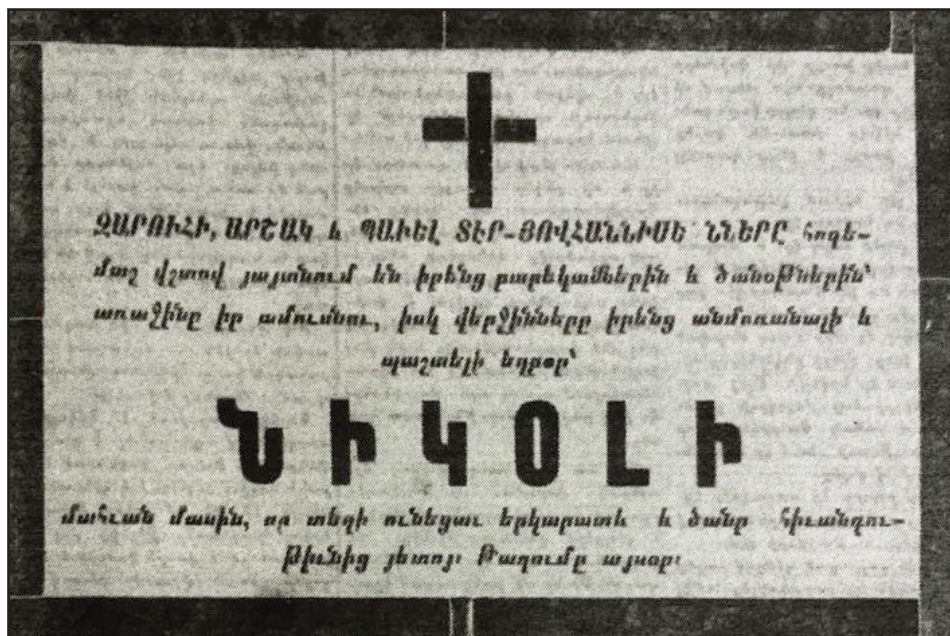 ԶԱՐՈՒՀԻ, ԱՐՇԱԿ և ՊԱՒԵԼ ՏԷՐ-ՅՈՎՀԱՆՆԻՍԵ ՆՆԵՐԸ հոգե-
մաշ վշտով յայտնում են իրենց բարեկամներին և ծանօթներին՝
առաջինը իր ամուսնու, իսկ վերջինները իրենց անմոռանալի և
պաշտելի եղբօր՝
ՆԻԿՈԼԻ
մահւան մասին, որ տեղի ունեցաւ երկարատև և ծանր հիւանդու-
թիւնից յետոյ։ Թաղումը այսօր։